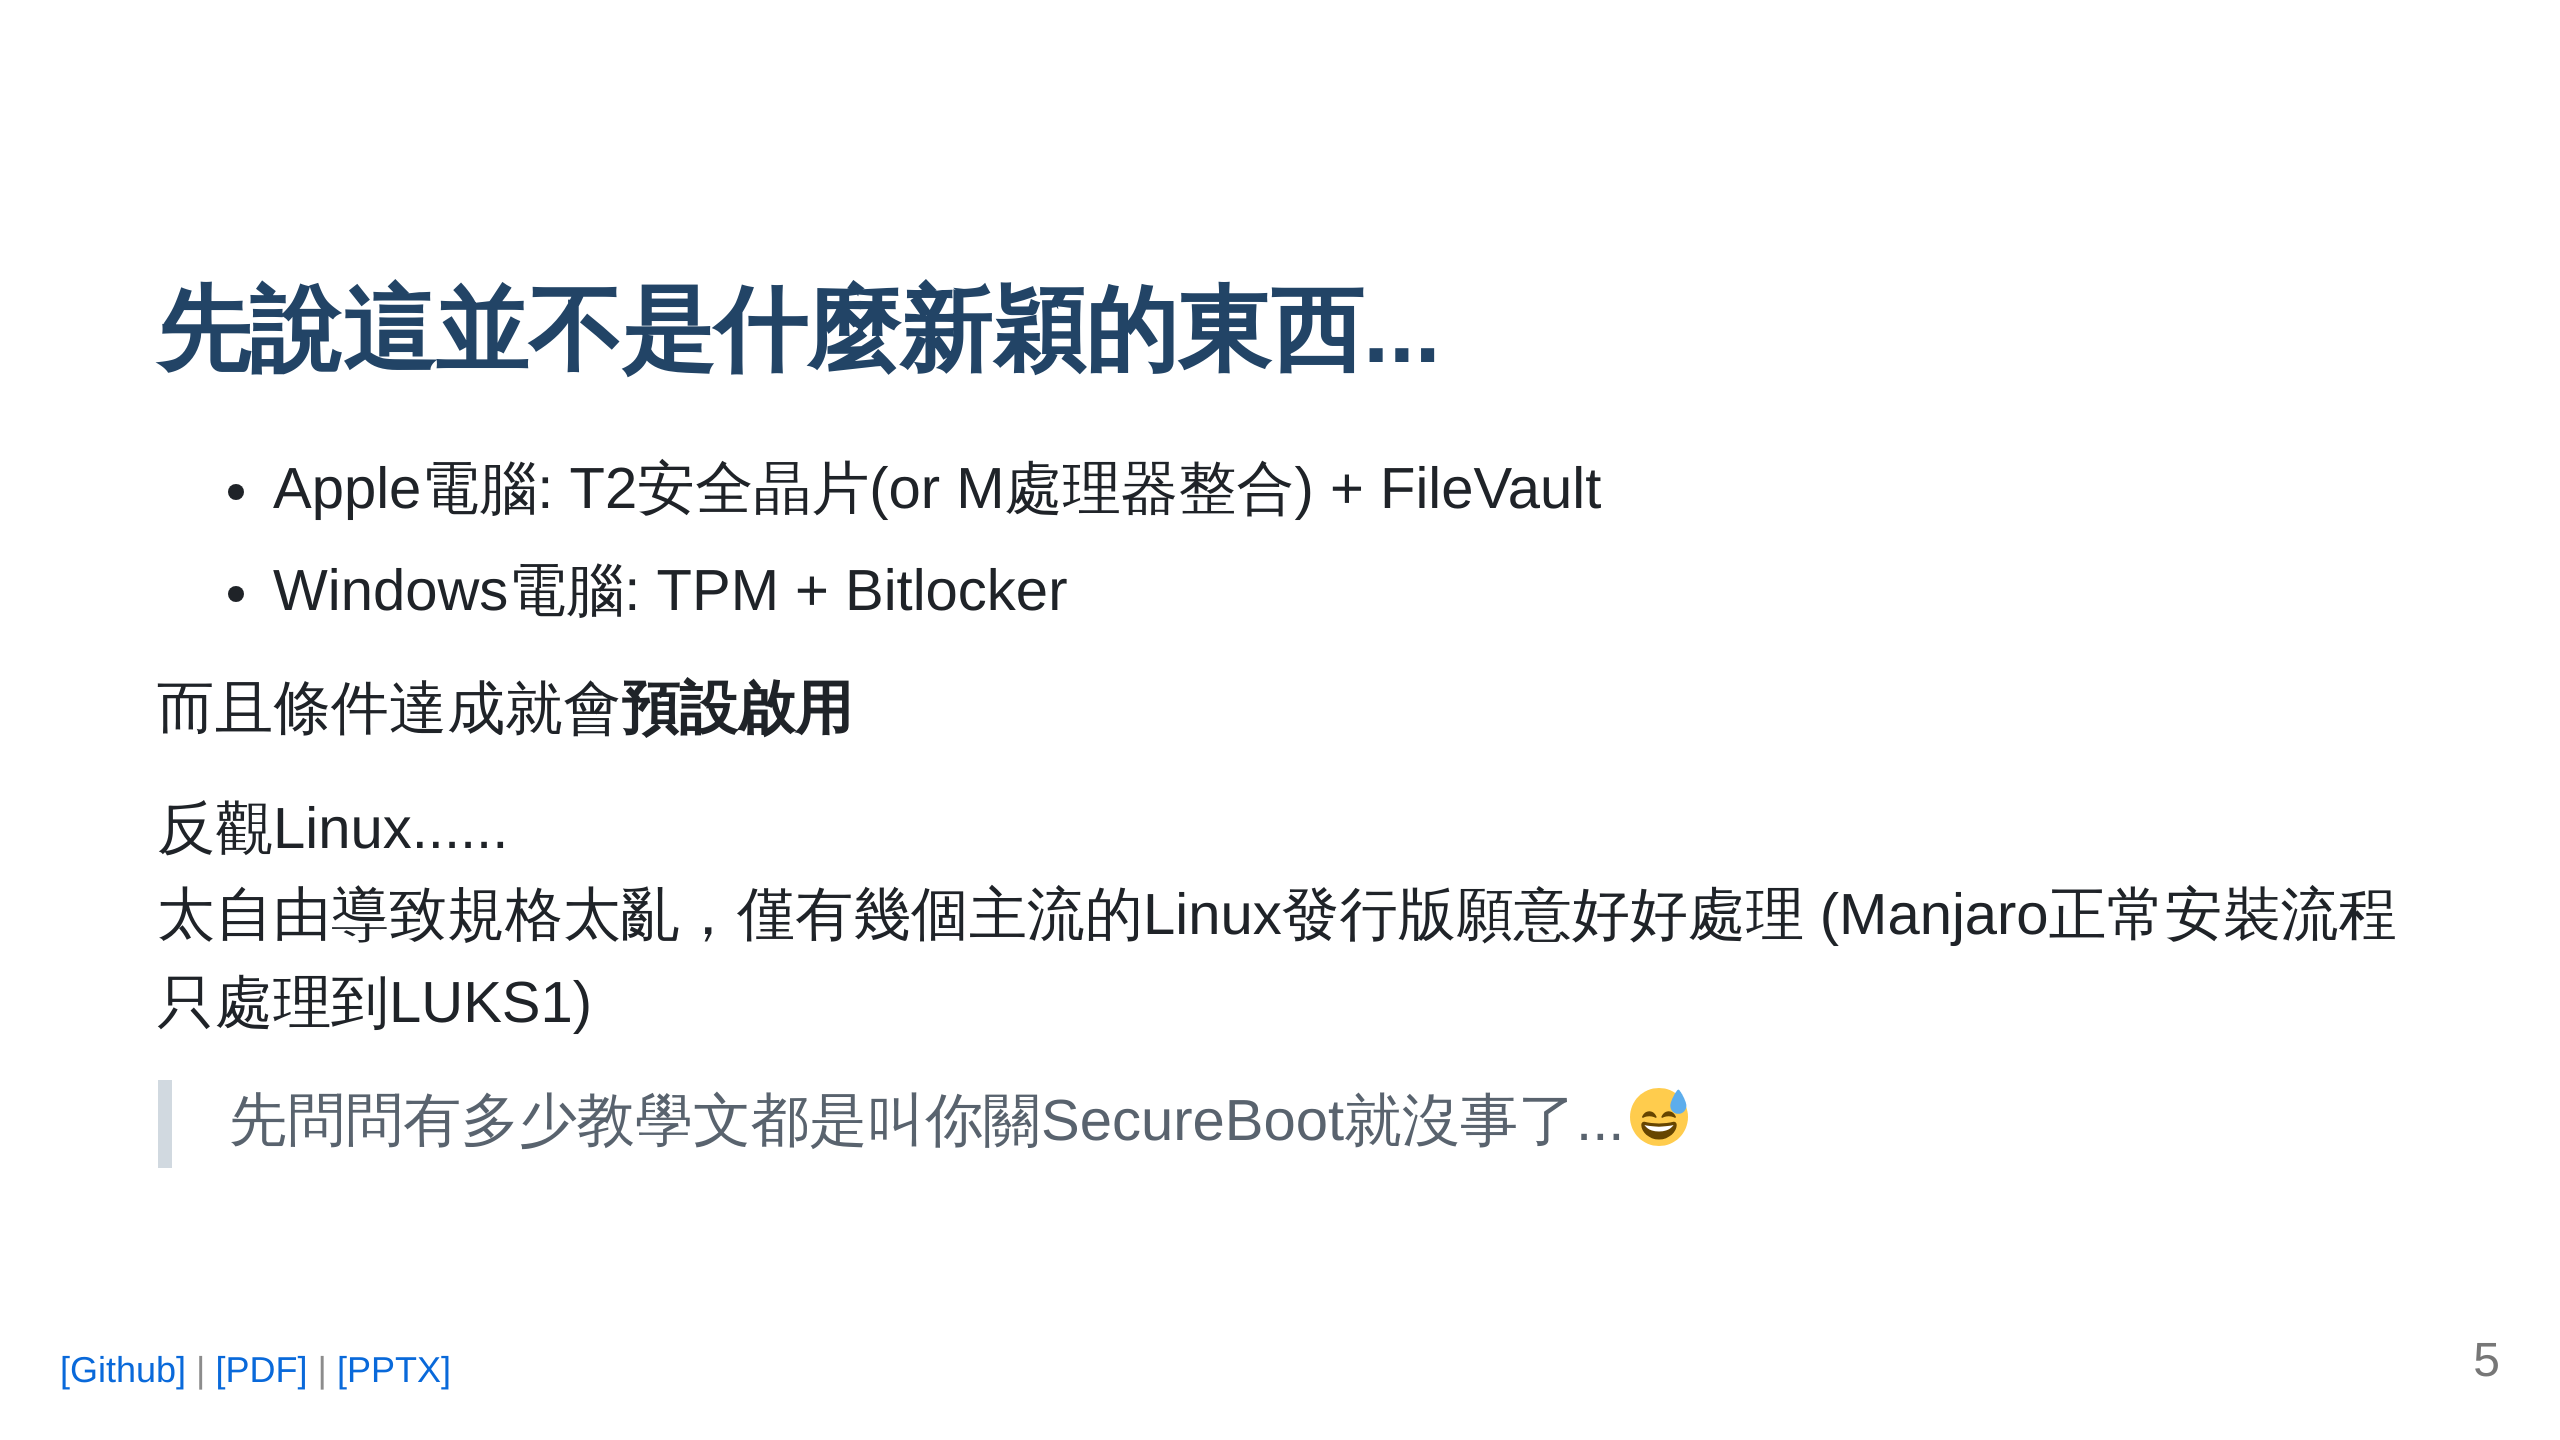 先說這並不是什麼新穎的東西...
• Apple電腦: T2安全晶片(or M處理器整合) + FileVault
• Windows電腦: TPM + Bitlocker
而且條件達成就會預設啟用
反觀Linux......
太自由導致規格太亂，僅有幾個主流的Linux發行版願意好好處理 (Manjaro正常安裝流程
只處理到LUKS1)
先問問有多少教學文都是叫你關SecureBoot就沒事了...😅
[Github] | [PDF] | [PPTX]
5